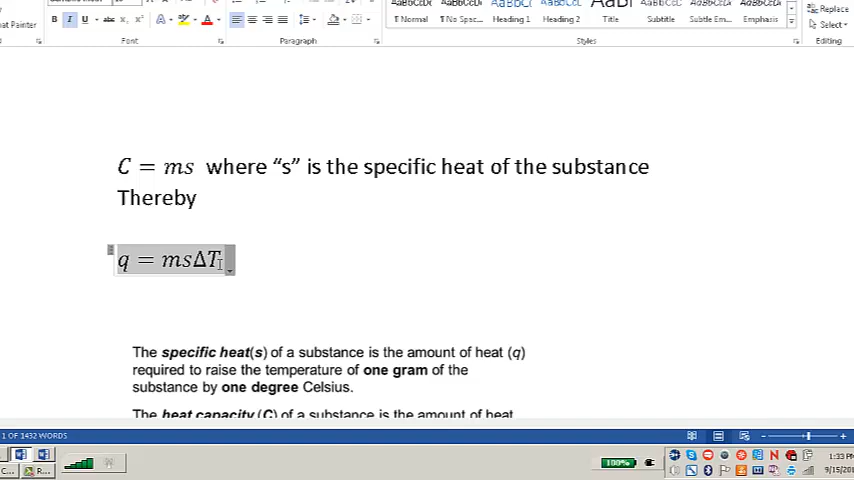 Replace
Select
B I U abc
Normal No Spac... Heading 1 Heading 2 Title Subtitle Subtle Em... Emphasis
Font Paragraph Styles Editing
C = ms where “s” is the specific heat of the substance
Thereby
q = msΔT
The specific heat(s) of a substance is the amount of heat (q)
required to raise the temperature of one gram of the
substance by one degree Celsius.
The heat capacity (C) of a substance is the amount of heat
1 OF 1432 WORDS
100%
1:33 PM